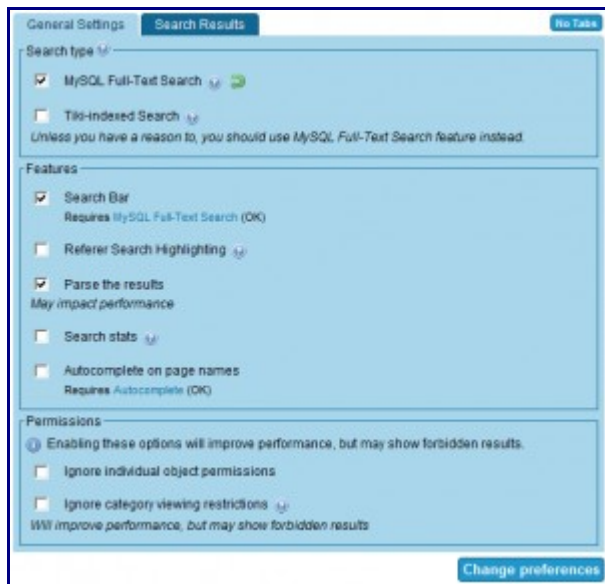 General Settings Search Results No Tabs
Search type
MySQL Full-Text Search
Tiki-indexed Search
Unless you have a reason to, you should use MySQL Full-Text Search feature instead.
Features
Search Bar
Requires MySQL Full-Text Search (OK)
Referer Search Highlighting
Parse the results
May impact performance
Search stats
Autocomplete on page names
Requires Autocomplete (OK)
Permissions
Enabling these options will improve performance, but may show forbidden results.
Ignore individual object permissions
Ignore category viewing restrictions
Will improve performance, but may show forbidden results
Change preferences